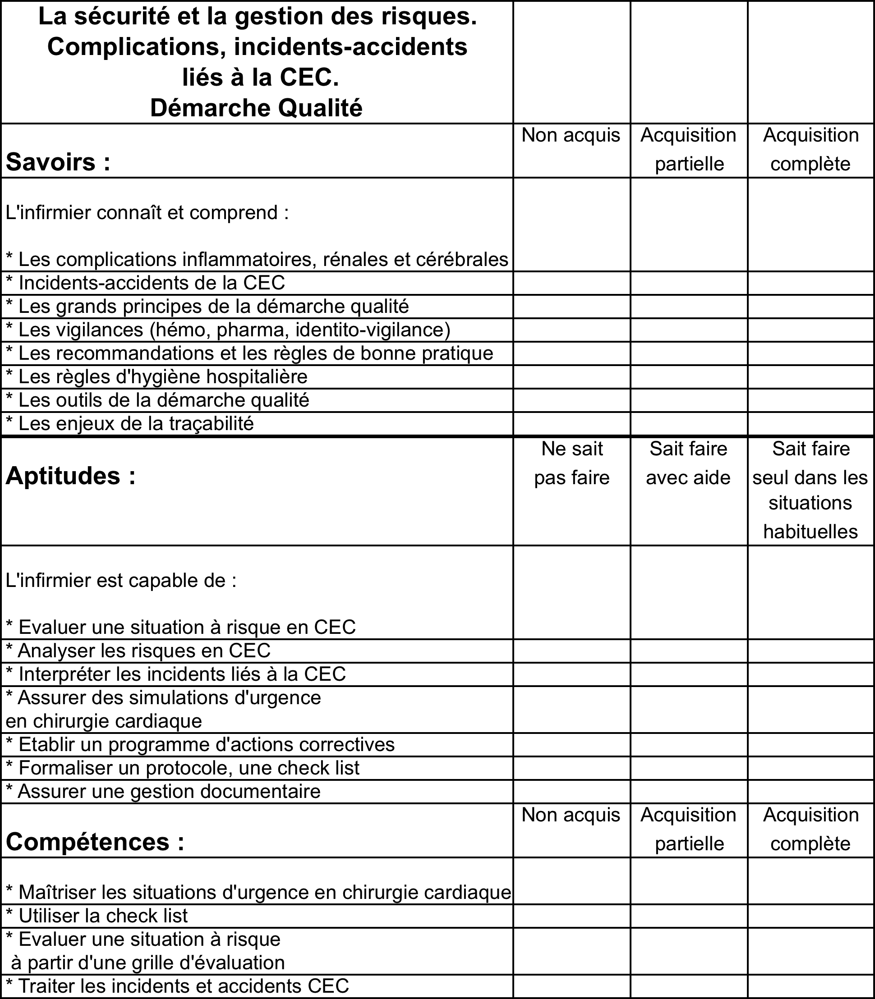 La sécurité et la gestion des risques.
Complications, incidents-accidents
liés à la CEC.
Démarche Qualité
Savoirs :
Non acquis
Acquisition
partielle
Acquisition
complète
L'infirmier connaît et comprend :
* Les complications inflammatoires, rénales et cérébrales
* Incidents-accidents de la CEC
* Les grands principes de la démarche qualité
* Les vigilances (hémo, pharma, identito-vigilance)
* Les recommandations et les règles de bonne pratique
* Les règles d'hygiène hospitalière
* Les outils de la démarche qualité
* Les enjeux de la traçabilité
Aptitudes :
Ne sait
pas faire
Sait faire
avec aide
Sait faire
seul dans les
situations
habituelles
L'infirmier est capable de :
* Evaluer une situation à risque en CEC
* Analyser les risques en CEC
* Interpréter les incidents liés à la CEC
* Assurer des simulations d'urgence
en chirurgie cardiaque
* Etablir un programme d'actions correctives
* Formaliser un protocole, une check list
* Assurer une gestion documentaire
Compétences :
Non acquis
Acquisition
partielle
Acquisition
complète
* Maîtriser les situations d'urgence en chirurgie cardiaque
* Utiliser la check list
* Evaluer une situation à risque
à partir d'une grille d'évaluation
* Traiter les incidents et accidents CEC